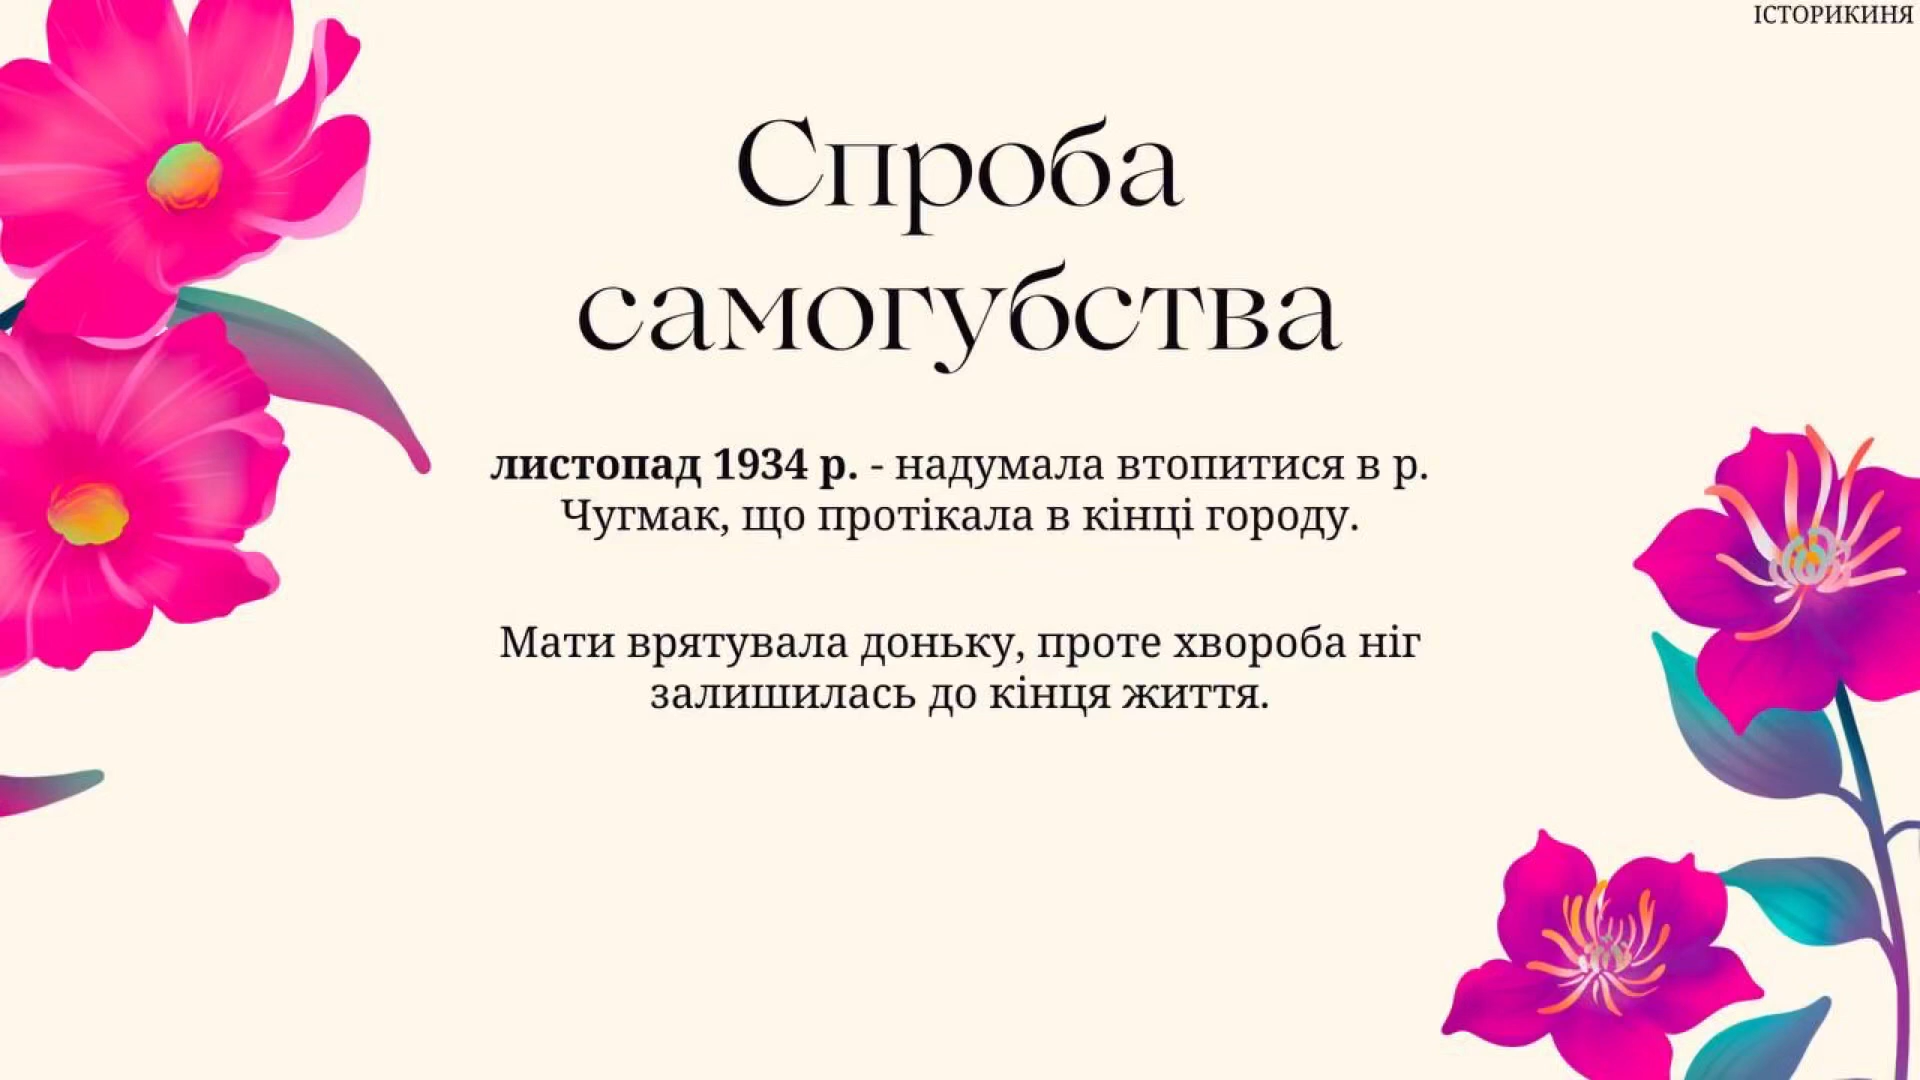 ІСТОРИКИНЯ
Спроба
самогубства
листопад 1934 р. - надумала втопитися в р.
Чугмак, що протікала в кінці городу.
Мати врятувала доньку, проте хвороба ніг
залишилась до кінця життя.